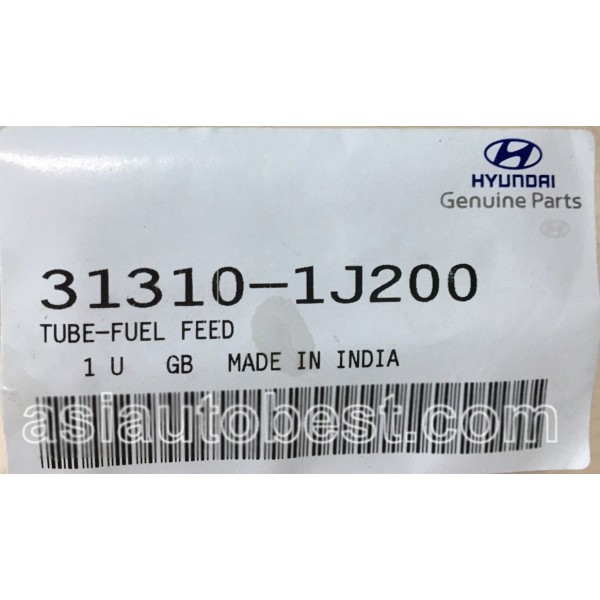 HYUNDAI
Genuine Parts
31310-1J200
TUBE-FUEL FEED
1 U GB MADE IN INDIA
asiautobest.com